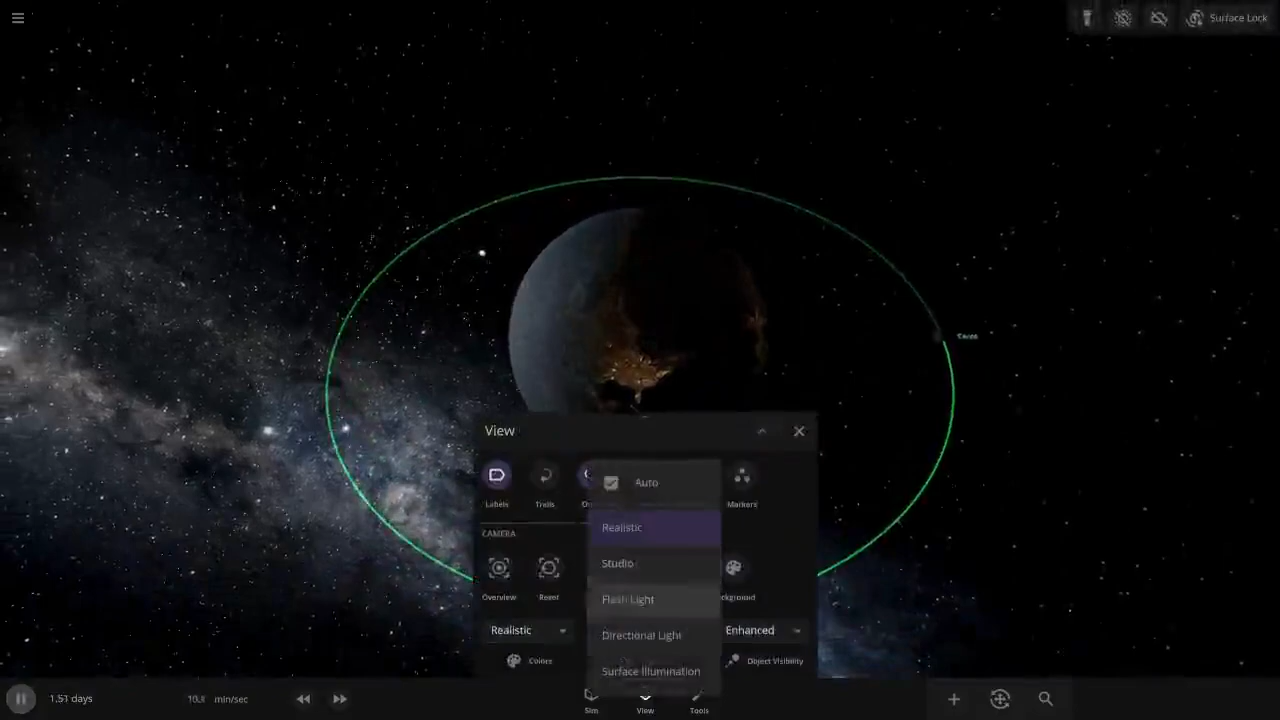 Surface Lock
View
Auto
Labels
Trails
Markers
Realistic
CAMERA
Studio
Overview
Reset
Flash Light
ckground
Realistic
Directional Light
Enhanced
Colors
Surface Illumination
Object Visibility
1.51 days
min/sec
Sim
View
Tools